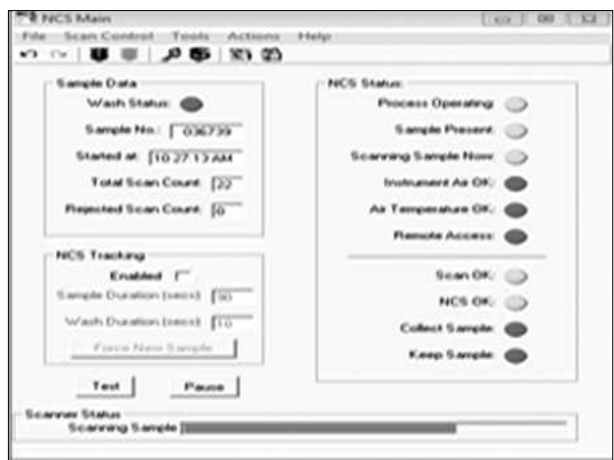 NCS Main
File Scan Control Tools Actions Help
Sample Data
Wash Status:
Sample No.: 036739
Started at: 10:27:13 AM
Total Scan Count: 22
Rejected Scan Count: 0
NCS Tracking
Enabled
Sample Duration (secs)
Wash Duration (secs) 10
Force New Sample
Test Pause
NCS Status:
Process Operating:
Sample Present:
Scanning Sample Now:
Instrument Air OK:
Air Temperature OK:
Remote Access:
Scan OK:
NCS OK:
Collect Sample:
Keep Sample:
Scanner Status
Scanning Sample